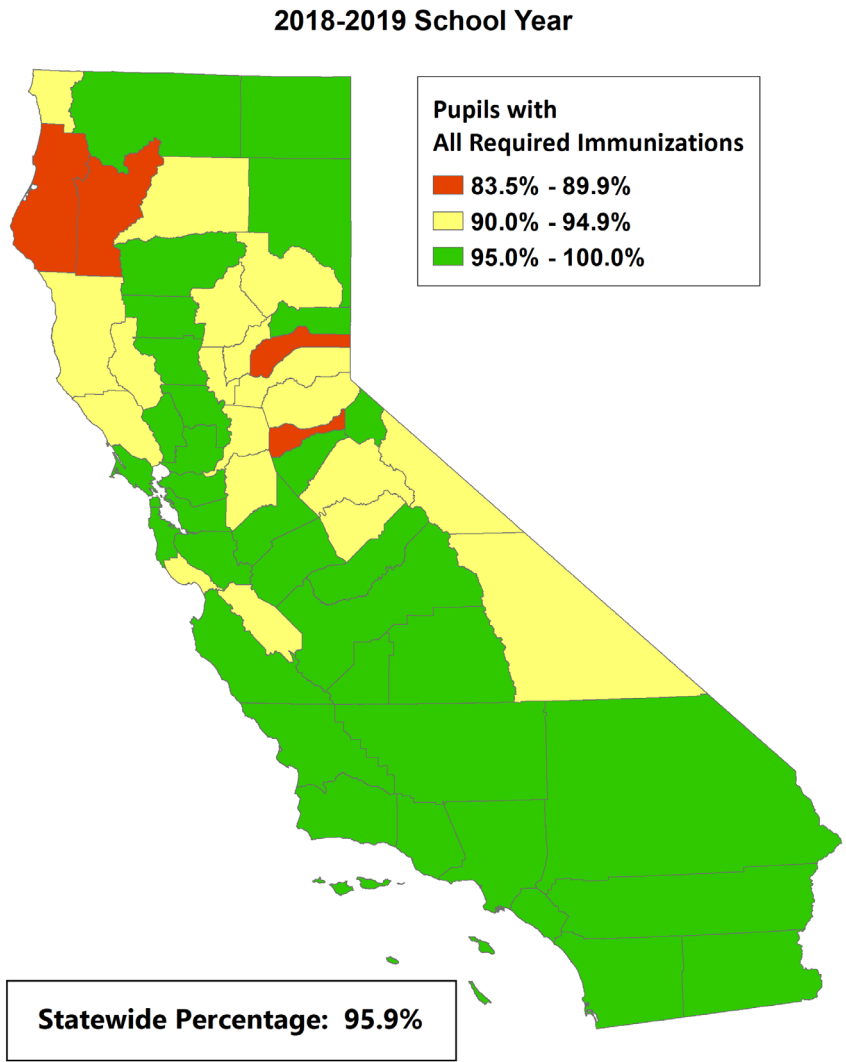 2018-2019 School Year
Pupils with
All Required Immunizations
83.5% - 89.9%
90.0% - 94.9%
95.0% - 100.0%
Statewide Percentage: 95.9%